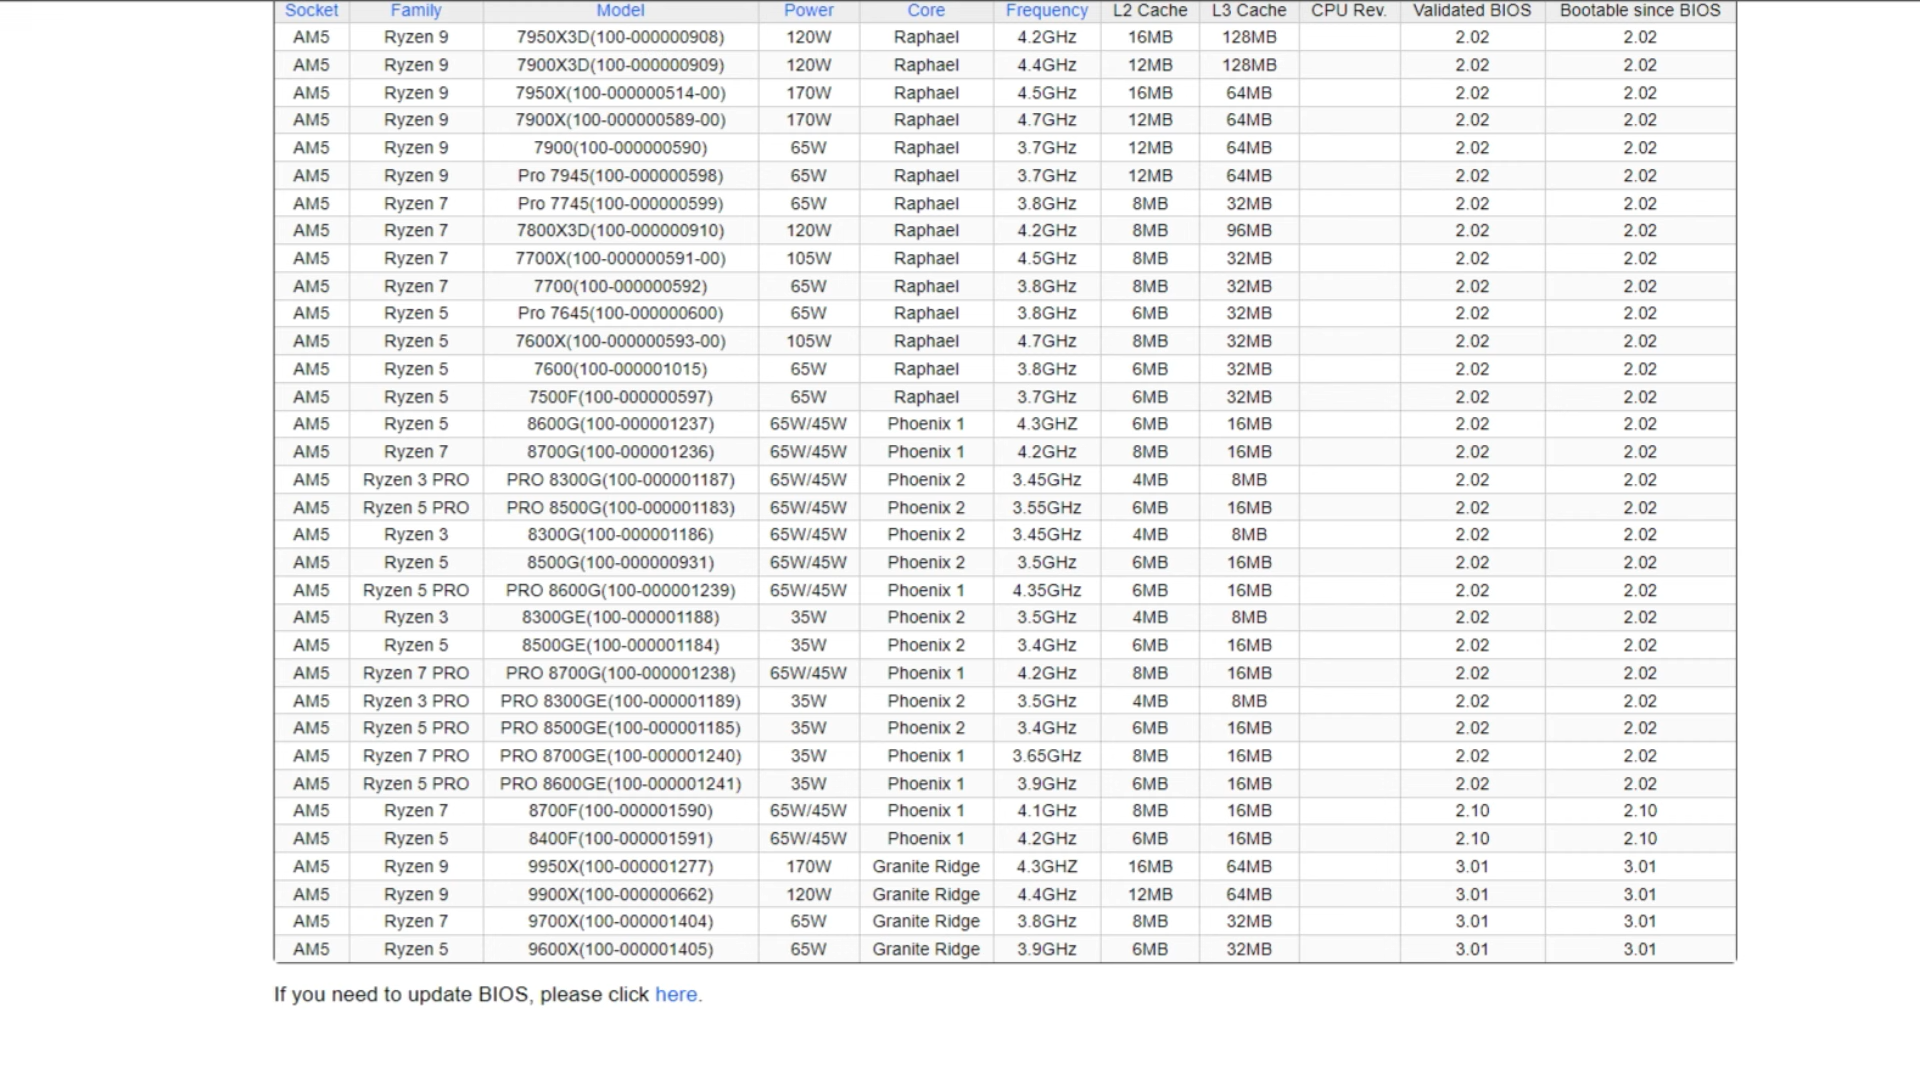 Socket Family Model Power Core Frequency L2 Cache L3 Cache CPU Rev. Validated BIOS Bootable since BIOS
AM5 Ryzen 9 7950X3D(100-000000908) 120W Raphael 4.2GHz 16MB 128MB 2.02 2.02
AM5 Ryzen 9 7900X3D(100-000000909) 120W Raphael 4.4GHz 12MB 128MB 2.02 2.02
AM5 Ryzen 9 7950X(100-000000514-00) 170W Raphael 4.5GHz 16MB 64MB 2.02 2.02
AM5 Ryzen 9 7900X(100-000000589-00) 170W Raphael 4.7GHz 12MB 64MB 2.02 2.02
AM5 Ryzen 9 7900(100-000000590) 65W Raphael 3.7GHz 12MB 64MB 2.02 2.02
AM5 Ryzen 9 Pro 7945(100-000000598) 65W Raphael 3.7GHz 12MB 64MB 2.02 2.02
AM5 Ryzen 7 Pro 7745(100-000000599) 65W Raphael 3.8GHz 8MB 32MB 2.02 2.02
AM5 Ryzen 7 7800X3D(100-000000910) 120W Raphael 4.2GHz 8MB 96MB 2.02 2.02
AM5 Ryzen 7 7700X(100-000000591-00) 105W Raphael 4.5GHz 8MB 32MB 2.02 2.02
AM5 Ryzen 7 7700(100-000000592) 65W Raphael 3.8GHz 8MB 32MB 2.02 2.02
AM5 Ryzen 5 Pro 7645(100-000000600) 65W Raphael 3.8GHz 6MB 32MB 2.02 2.02
AM5 Ryzen 5 7600X(100-000000593-00) 105W Raphael 4.7GHz 8MB 32MB 2.02 2.02
AM5 Ryzen 5 7600(100-000001015) 65W Raphael 3.8GHz 6MB 32MB 2.02 2.02
AM5 Ryzen 5 7500F(100-000000597) 65W Raphael 3.7GHz 6MB 32MB 2.02 2.02
AM5 Ryzen 5 8600G(100-000001237) 65W/45W Phoenix 1 4.3GHZ 6MB 16MB 2.02 2.02
AM5 Ryzen 7 8700G(100-000001236) 65W/45W Phoenix 1 4.2GHz 8MB 16MB 2.02 2.02
AM5 Ryzen 3 PRO PRO 8300G(100-000001187) 65W/45W Phoenix 2 3.45GHz 4MB 8MB 2.02 2.02
AM5 Ryzen 5 PRO PRO 8500G(100-000001183) 65W/45W Phoenix 2 3.55GHz 6MB 16MB 2.02 2.02
AM5 Ryzen 3 8300G(100-000001186) 65W/45W Phoenix 2 3.45GHz 4MB 8MB 2.02 2.02
AM5 Ryzen 5 8500G(100-000000931) 65W/45W Phoenix 2 3.5GHz 6MB 16MB 2.02 2.02
AM5 Ryzen 5 PRO PRO 8600G(100-000001239) 65W/45W Phoenix 1 4.35GHz 6MB 16MB 2.02 2.02
AM5 Ryzen 3 8300GE(100-000001188) 35W Phoenix 2 3.5GHz 4MB 8MB 2.02 2.02
AM5 Ryzen 5 8500GE(100-000001184) 35W Phoenix 2 3.4GHz 6MB 16MB 2.02 2.02
AM5 Ryzen 7 PRO PRO 8700G(100-000001238) 65W/45W Phoenix 1 4.2GHz 8MB 16MB 2.02 2.02
AM5 Ryzen 3 PRO PRO 8300GE(100-000001189) 35W Phoenix 2 3.5GHz 4MB 8MB 2.02 2.02
AM5 Ryzen 5 PRO PRO 8500GE(100-000001185) 35W Phoenix 2 3.4GHz 6MB 16MB 2.02 2.02
AM5 Ryzen 7 PRO PRO 8700GE(100-000001240) 35W Phoenix 1 3.65GHz 8MB 16MB 2.02 2.02
AM5 Ryzen 5 PRO PRO 8600GE(100-000001241) 35W Phoenix 1 3.9GHz 6MB 16MB 2.02 2.02
AM5 Ryzen 7 8700F(100-000001590) 65W/45W Phoenix 1 4.1GHz 8MB 16MB 2.10 2.10
AM5 Ryzen 5 8400F(100-000001591) 65W/45W Phoenix 1 4.2GHz 6MB 16MB 2.10 2.10
AM5 Ryzen 9 9950X(100-000001277) 170W Granite Ridge 4.3GHZ 16MB 64MB 3.01 3.01
AM5 Ryzen 9 9900X(100-000000662) 120W Granite Ridge 4.4GHz 12MB 64MB 3.01 3.01
AM5 Ryzen 7 9700X(100-000001404) 65W Granite Ridge 3.8GHz 8MB 32MB 3.01 3.01
AM5 Ryzen 5 9600X(100-000001405) 65W Granite Ridge 3.9GHz 6MB 32MB 3.01 3.01
If you need to update BIOS, please click here.